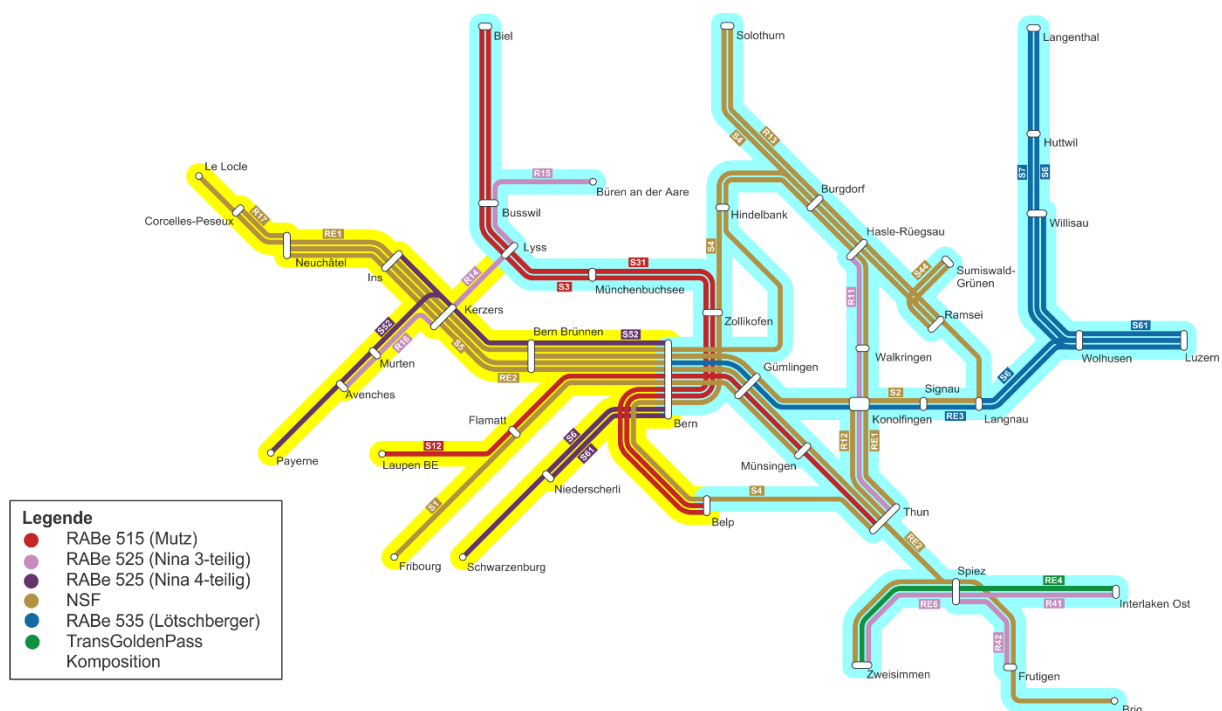 Biel
Solothurn
Langenthal
S4
R13
Huttwil
Le Locle
R15
Büren an der Aare
Burgdorf
S7
S6
Corcelles-Peseux
R17
Busswil
Hindelbank
Willisau
RE1
Neuchâtel
Lyss
S4
Hasle-Rüegsau
S44
Sumiswald-
Grünen
Ins
R14
S31
S3
Münchenbuchsee
R11
Kerzers
Zollikofen
Ramsei
S52
R16
S5
Bern Brünnen
S52
S61
Wolhusen
Luzern
Murten
RE2
Gümlingen
Walkringen
S6
Avenches
S2
Signau
Flamatt
Bern
Konolfingen
RE3
Langnau
S12
Laupen BE
S6
S61
R12
RE1
Payerne
Münsingen
Niederscherli
S1
S4
Belp
Thun
Fribourg
Schwarzenburg
RE2
Spiez
RE4
RE6
R41
Interlaken Ost
R42
Zweisimmen
Frutigen
Brig
Legende
RABe 515 (Mutz)
RABe 525 (Nina 3-teilig)
RABe 525 (Nina 4-teilig)
NSF
RABe 535 (Lötschberger)
TransGoldenPass
Komposition